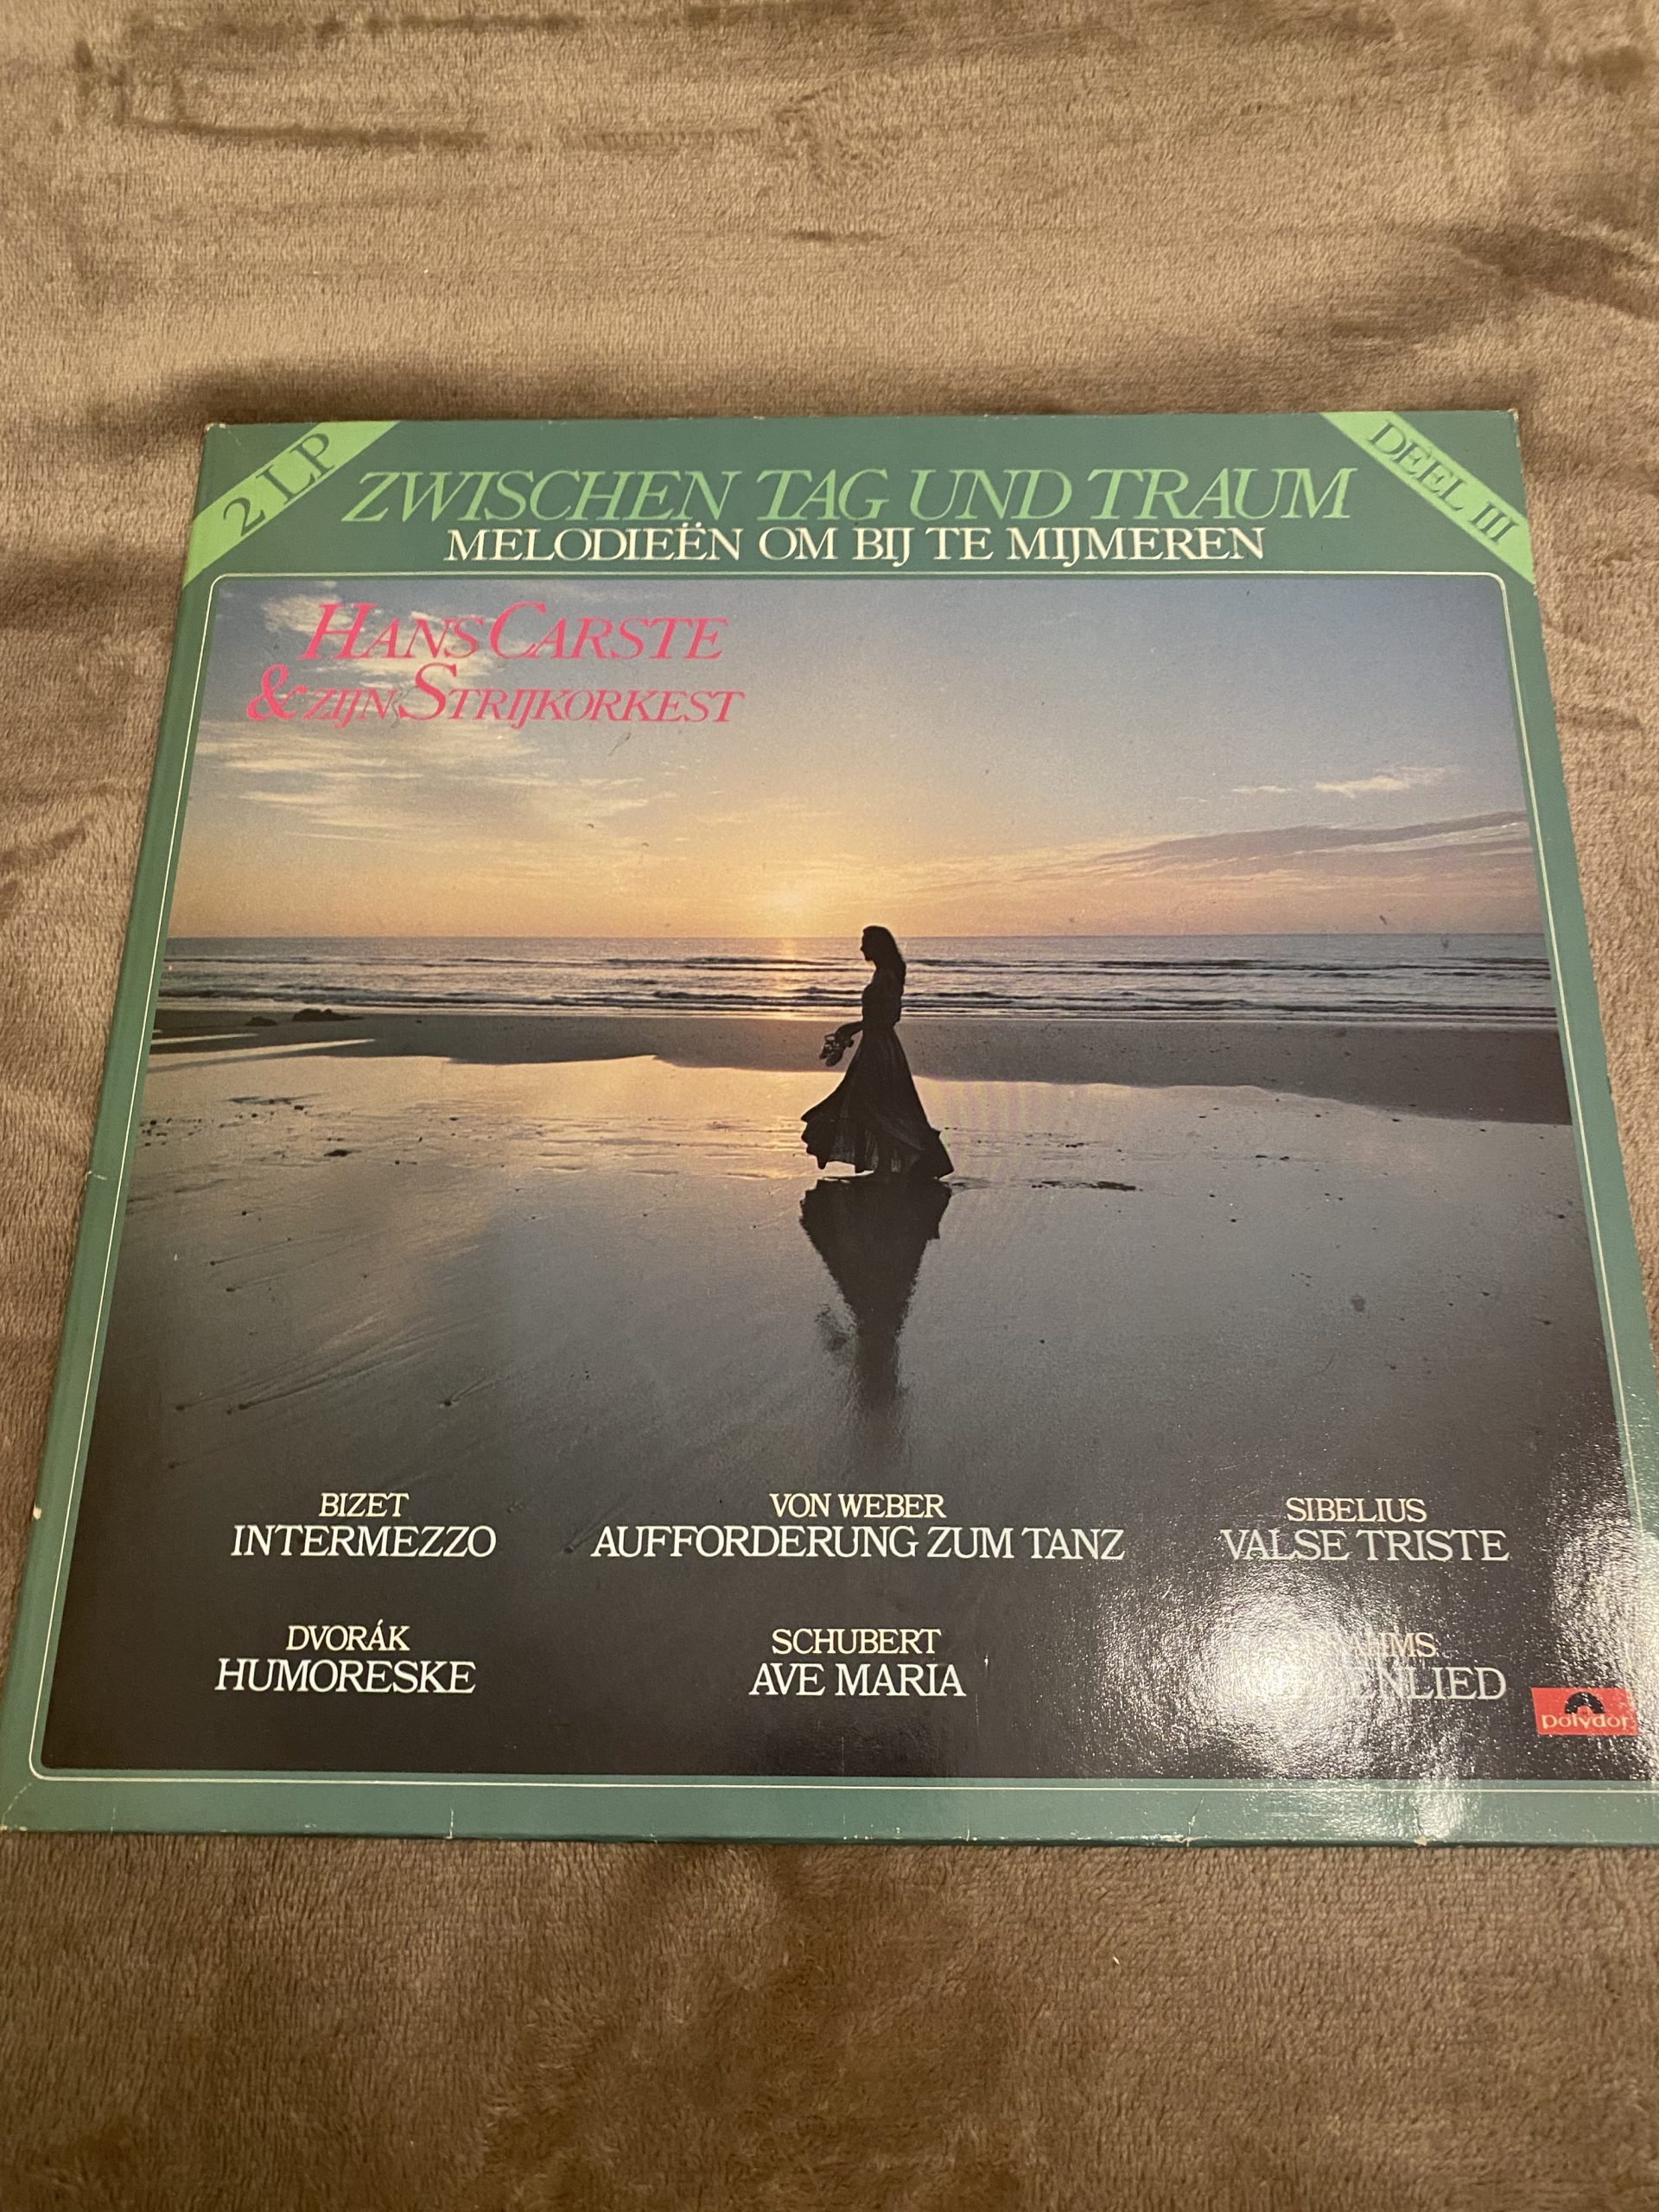 2 LP
DEEL III
ZWISCHEN TAG UND TRAUM
MELODIEËN OM BIJ TE MIJMEREN
HANS CARSTE
& ZIJN STRIJKORKEST
BIZET
INTERMEZZO
VON WEBER
AUFFORDERUNG ZUM TANZ
SIBELIUS
VALSE TRISTE
DVORÁK
HUMORESKE
SCHUBERT
AVE MARIA
polydor